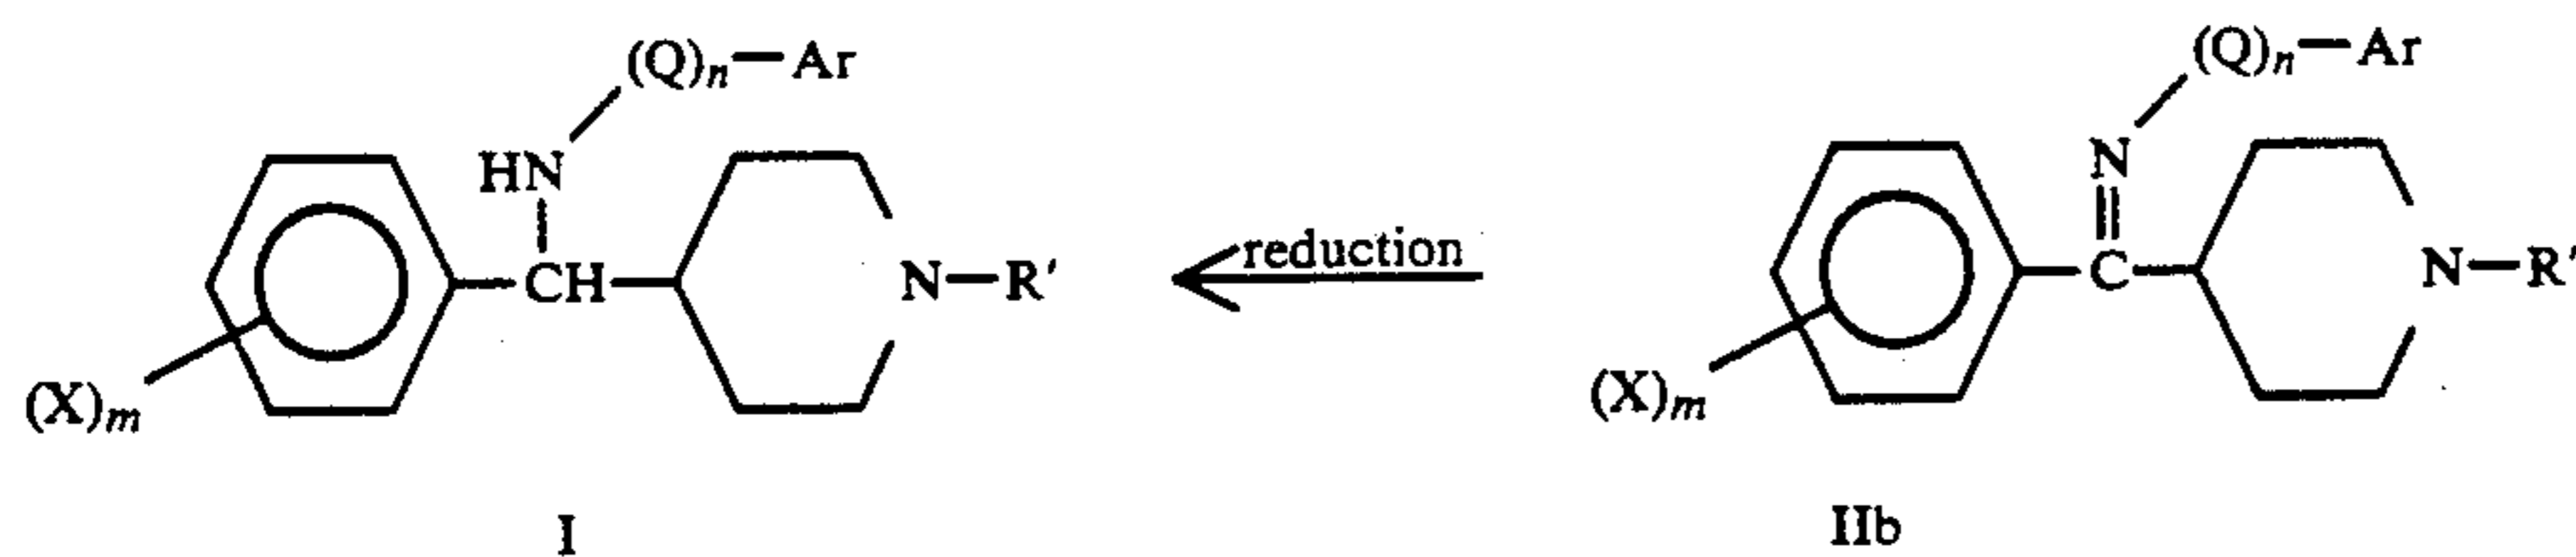 (Q)n—Ar
(Q)n—Ar
HN
N
CH
N—R'
reduction
C
N—R'
(X)m
(X)m
I
IIb